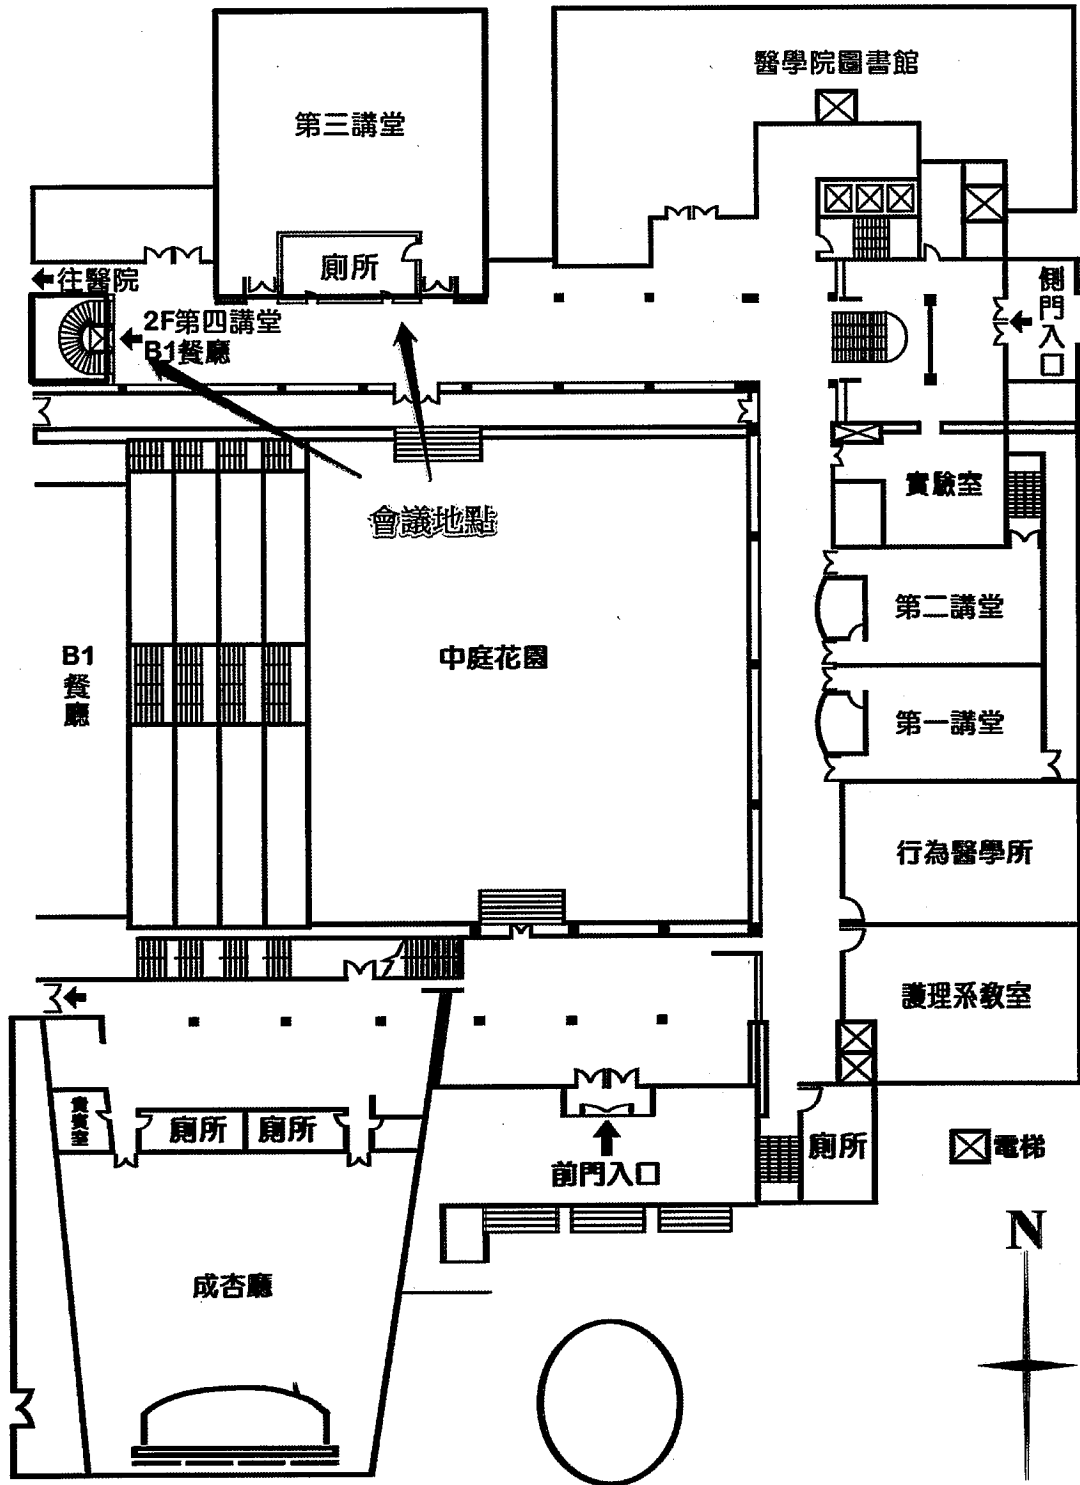 醫學院圖書館
第三講堂
廁所
往醫院
2F第四講堂
B1餐廳
側門入口
實驗室
會議地點
第二講堂
B1
餐廳
中庭花園
第一講堂
行為醫學所
護理系教室
貴賓室
廁所
廁所
前門入口
廁所
電梯
N
成杏廳